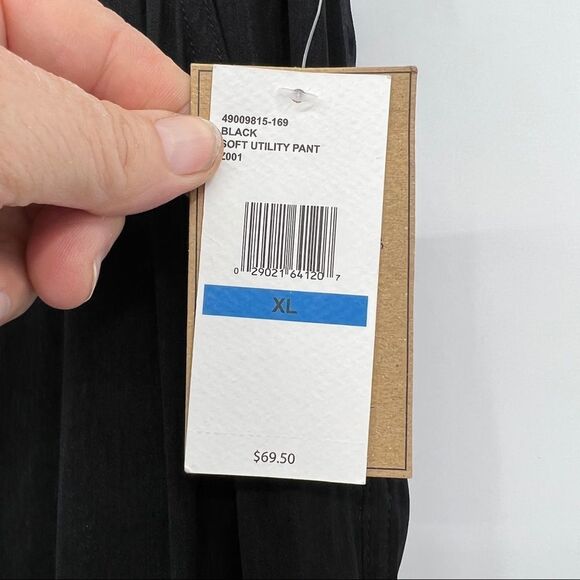 49009815-169
BLACK
SOFT UTILITY PANT
Z001
0 29021 64120 7
XL
$69.50